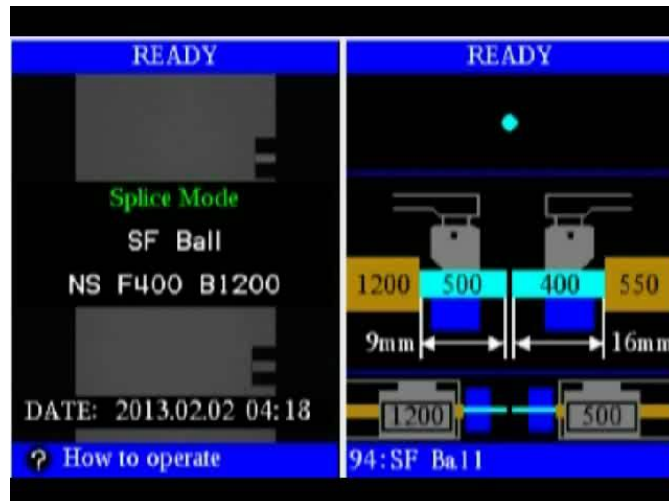 READY
Splice Mode
SF Ball
NS F400 B1200
DATE: 2013.02.02 04:18
? How to operate
READY
1200 500 400 550
9mm 16mm
1200 500
94:SF Ball